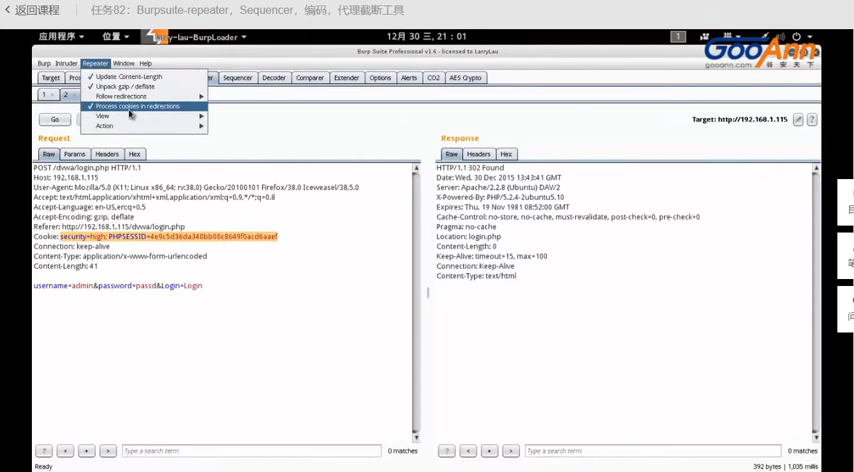 返回课程 任务82：Burpsuite-repeater，Sequencer，编码，代理截断工具
应用程序 位置 Larry-lau-BurpLoader 12月 30 三, 21：01 1
GOOANN
gooann.com 谷 安 天 下
Burp Suite Professional v1.6 - licensed to LarryLau
Burp Intruder Repeater Window Help
Target Sequencer Decoder Comparer Extender Options Alerts CO2 AES Crypto
Update Content-Length
Unpack gzip / deflate
Follow redirections
Process cookies in redirections
View
Action
1 2
Go Target: http://192.168.1.115
Request
Raw Params Headers Hex
POST /dvwa/login.php HTTP/1.1
Host: 192.168.1.115
User-Agent: Mozilla/5.0 (X11; Linux x86_64; rv:38.0) Gecko/20100101 Firefox/38.0 Iceweasel/38.5.0
Accept: text/html,application/xhtml+xml,application/xml;q=0.9,*/*;q=0.8
Accept-Language: en-US,en;q=0.5
Accept-Encoding: gzip, deflate
Referer: http://192.168.1.115/dvwa/login.php
Cookie: security=high; PHPSESSID=4e9c5d36da340bb00c8649f0acd6aaef
Connection: keep-alive
Content-Type: application/x-www-form-urlencoded
Content-Length: 41
username=admin&password=passd&Login=Login
Response
Raw Headers Hex
HTTP/1.1 302 Found
Date: Wed, 30 Dec 2015 13:43:41 GMT
Server: Apache/2.2.8 (Ubuntu) DAV/2
X-Powered-By: PHP/5.2.4-2ubuntu5.10
Expires: Thu, 19 Nov 1981 08:52:00 GMT
Cache-Control: no-store, no-cache, must-revalidate, post-check=0, pre-check=0
Pragma: no-cache
Location: login.php
Content-Length: 0
Keep-Alive: timeout=15, max=100
Connection: Keep-Alive
Content-Type: text/html
? < + > Type a search term 0 matches
? < + > Type a search term 0 matches
Ready 392 bytes | 1,035 millis